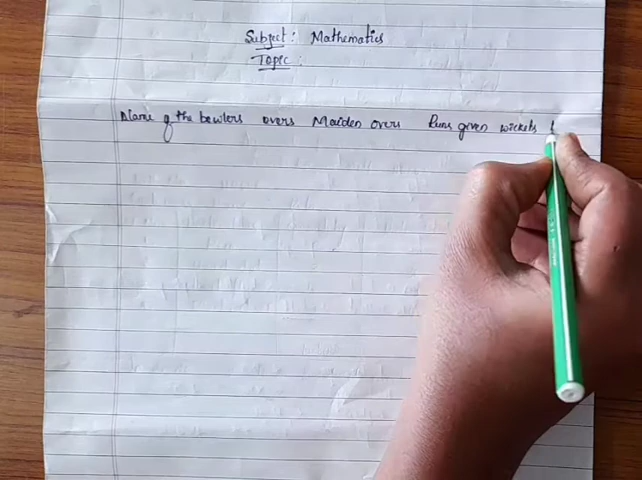 Subject: Mathematics
Topic:
Name of the bowlers overs Maiden overs Runs given wickets t